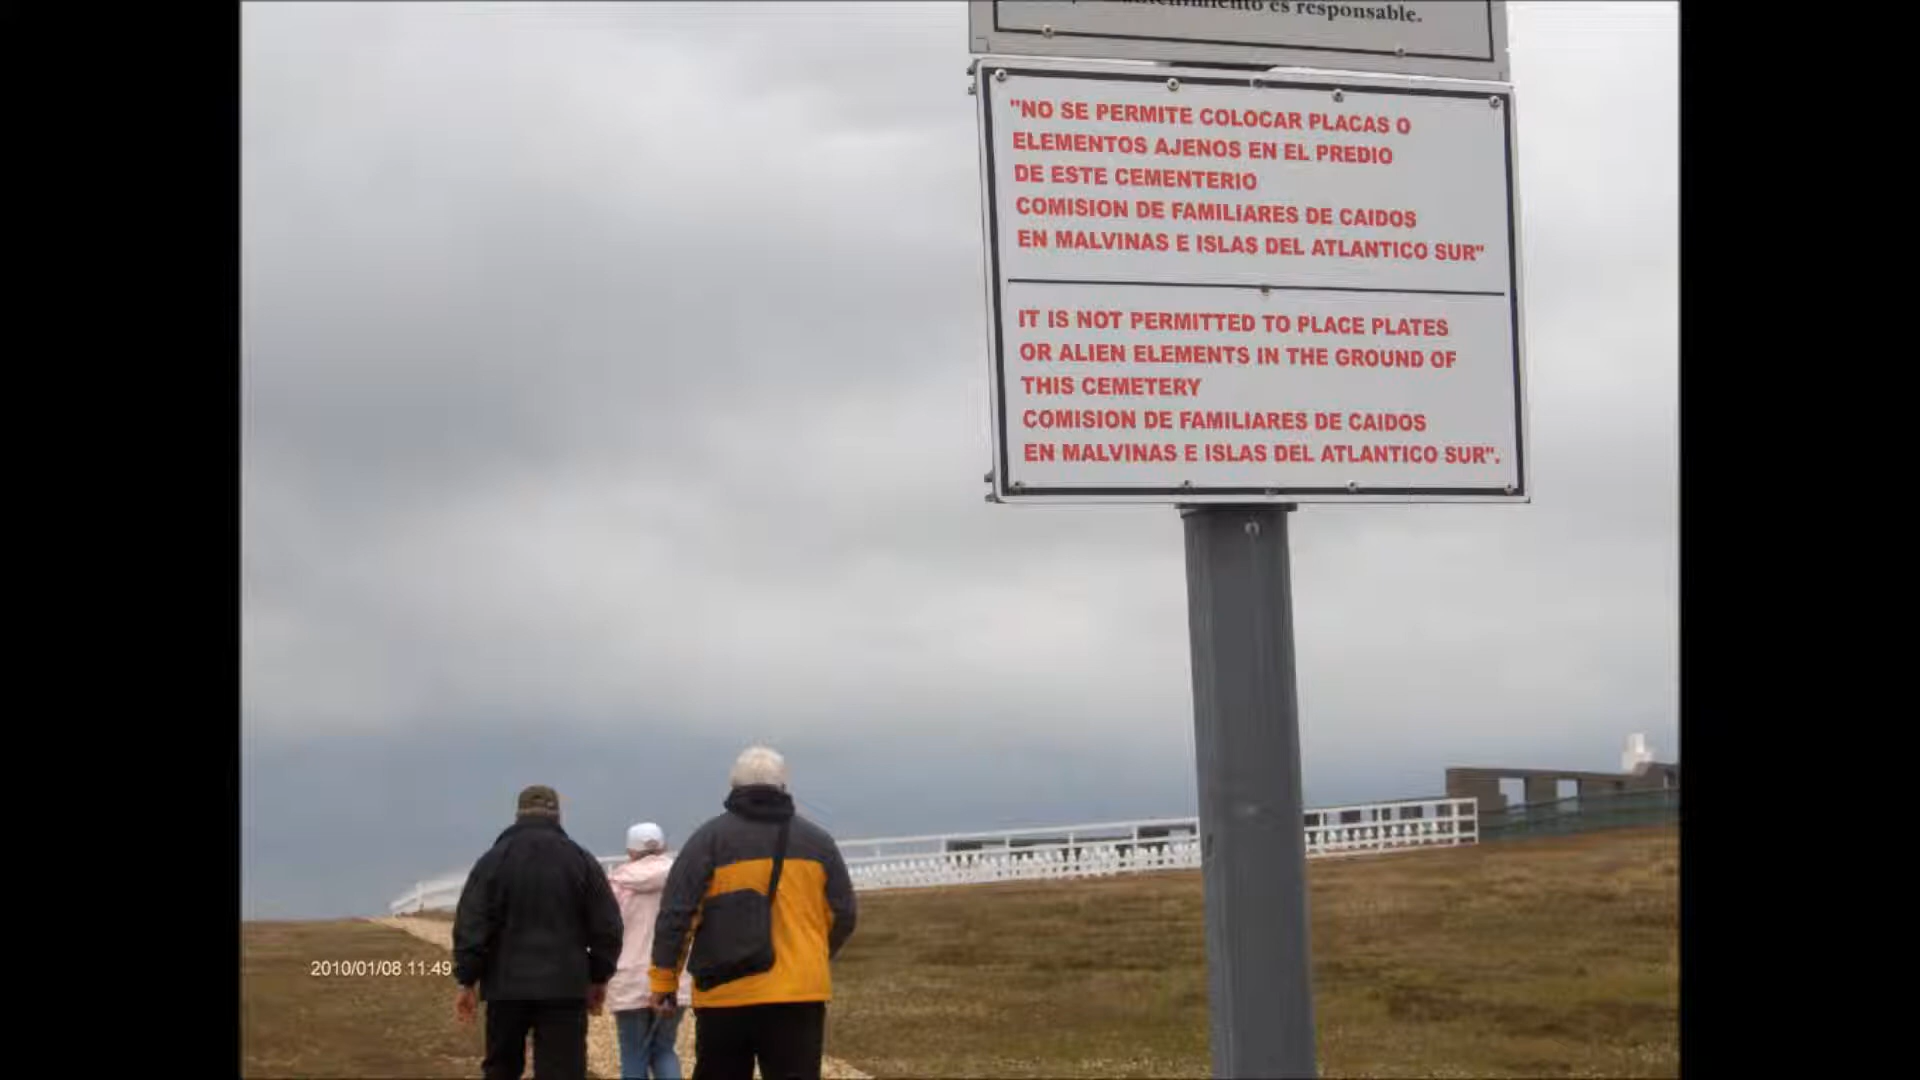 es responsable.
"NO SE PERMITE COLOCAR PLACAS O
ELEMENTOS AJENOS EN EL PREDIO
DE ESTE CEMENTERIO
COMISION DE FAMILIARES DE CAIDOS
EN MALVINAS E ISLAS DEL ATLANTICO SUR"
IT IS NOT PERMITTED TO PLACE PLATES
OR ALIEN ELEMENTS IN THE GROUND OF
THIS CEMETERY
COMISION DE FAMILIARES DE CAIDOS
EN MALVINAS E ISLAS DEL ATLANTICO SUR".
2010/01/08 11:49